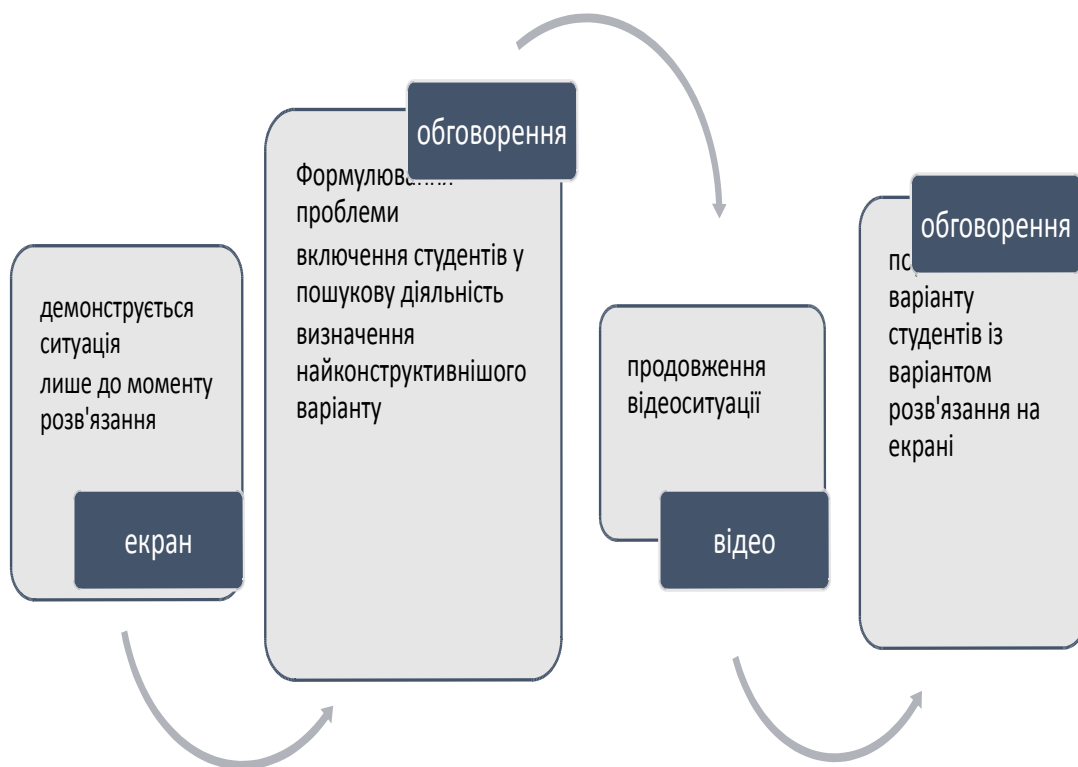 демонструється
ситуація
лише до моменту
розв'язання
екран
обговорення
Формулювання
проблеми
включення студентів у
пошукову діяльність
визначення
найконструктивнішого
варіанту
продовження
відеоситуації
відео
обговорення
варіанту
студентів із
варіантом
розв'язання на
екрані